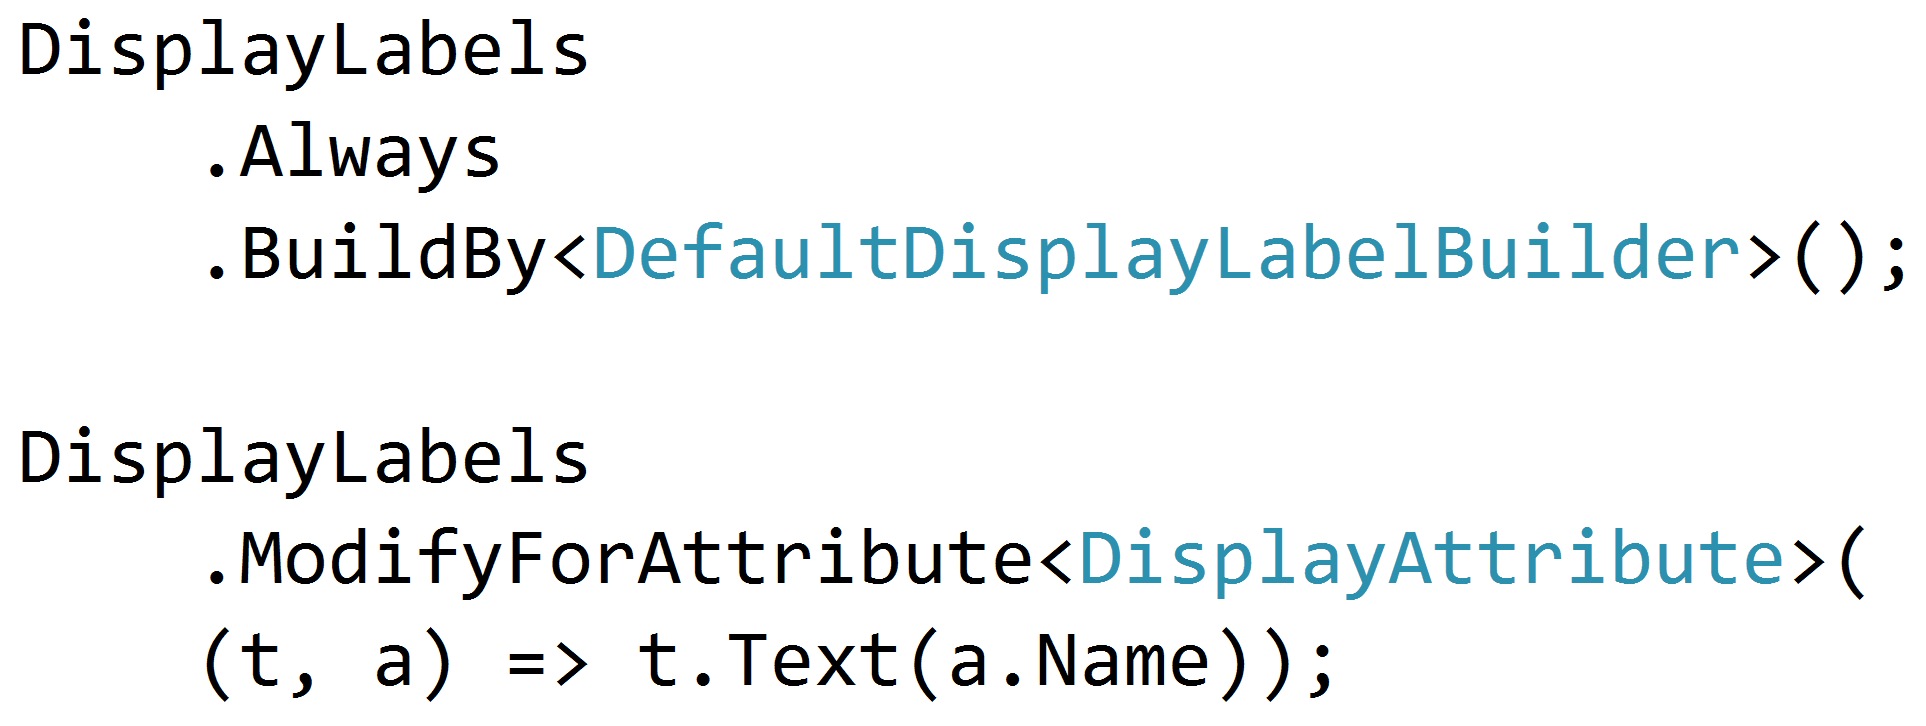 DisplayLabels
    .Always
    .BuildBy<DefaultDisplayLabelBuilder>();

DisplayLabels
    .ModifyForAttribute<DisplayAttribute>(
    (t, a) => t.Text(a.Name));